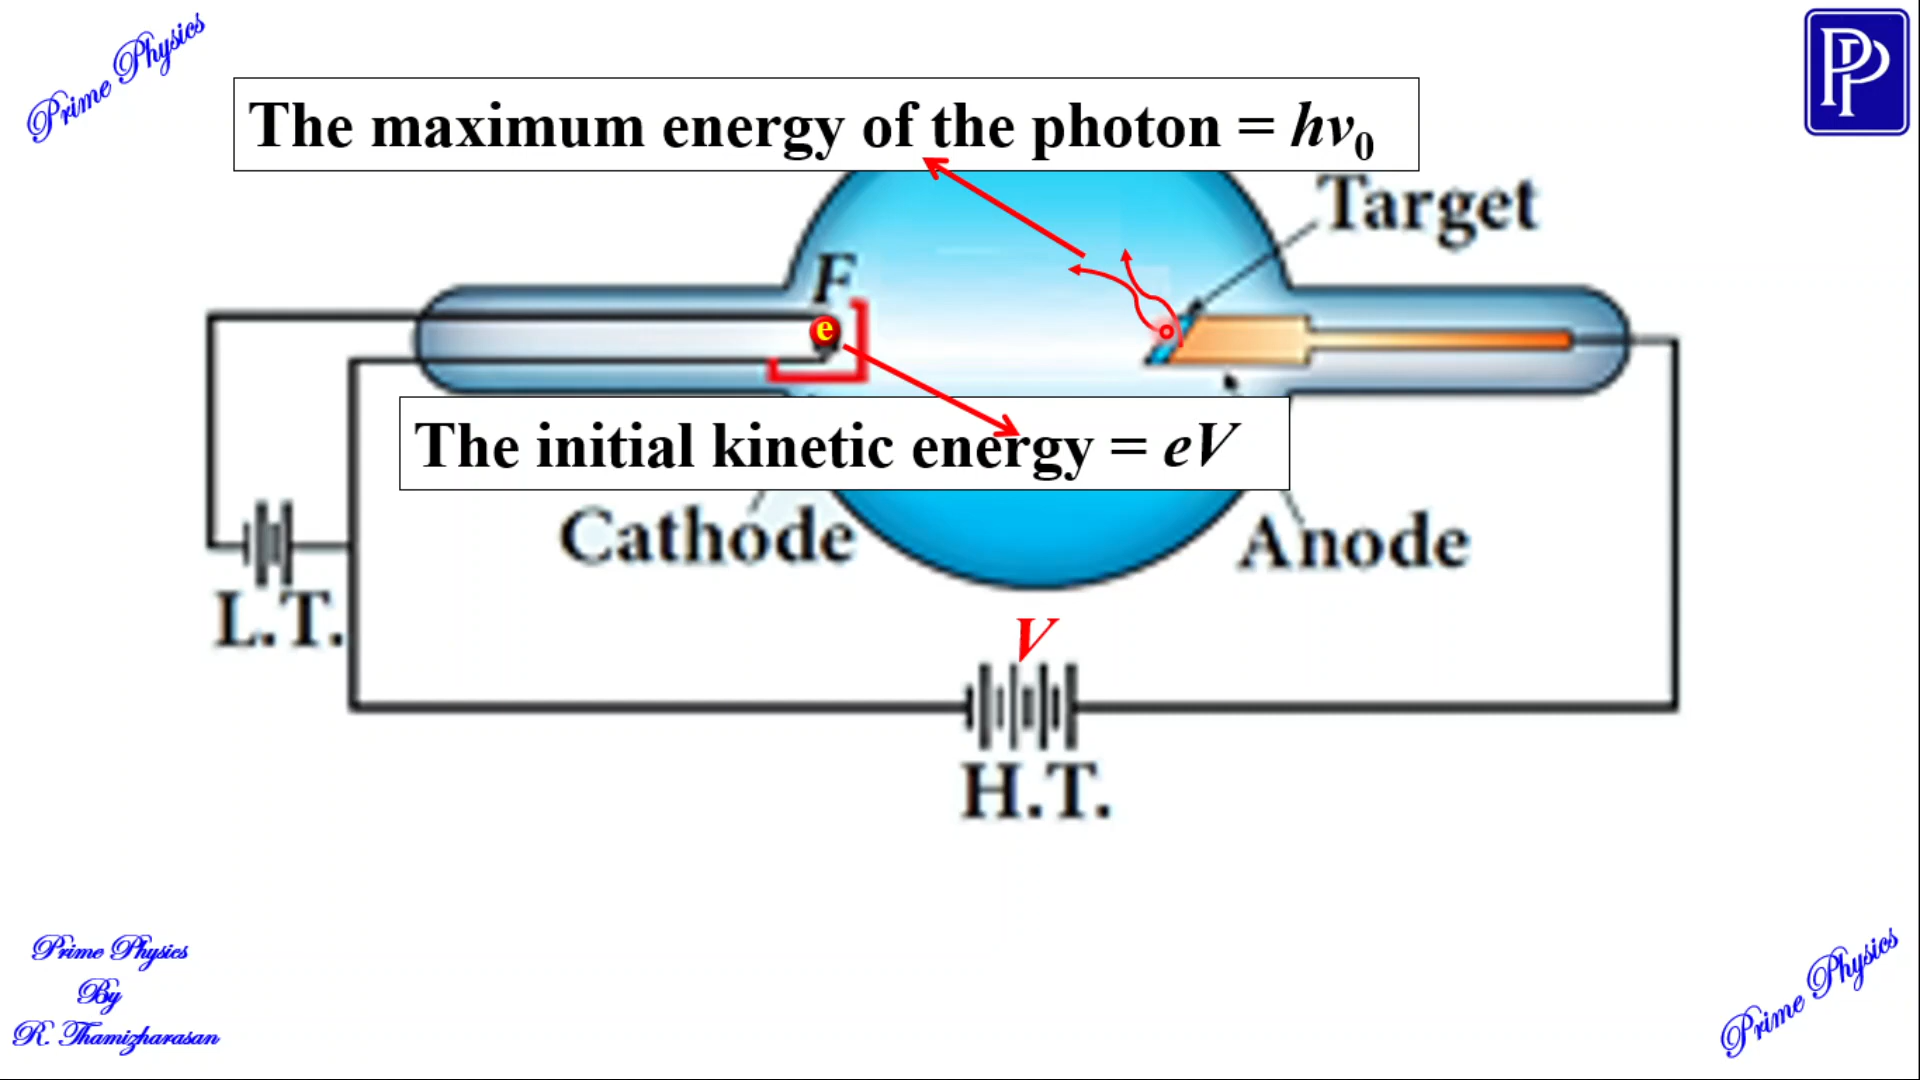 Prime Physics
PP
The maximum energy of the photon = hν₀
Target
F
e
The initial kinetic energy = eV
Cathode
Anode
L.T.
V
H.T.
Prime Physics
By
R. Thamizharasan
Prime Physics